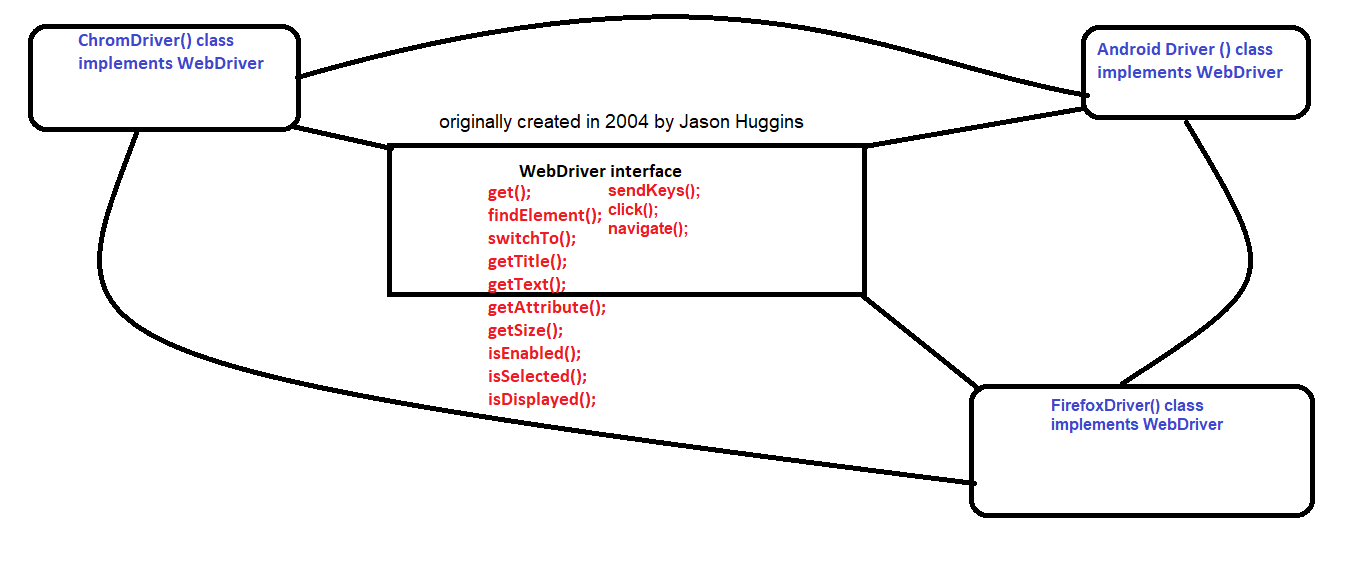 ChromDriver() class
implements WebDriver
Android Driver () class
implements WebDriver
originally created in 2004 by Jason Huggins
WebDriver interface
get();
findElement();
switchTo();
getTitle();
getText();
getAttribute();
getSize();
isEnabled();
isSelected();
isDisplayed();
sendKeys();
click();
navigate();
FirefoxDriver() class
implements WebDriver